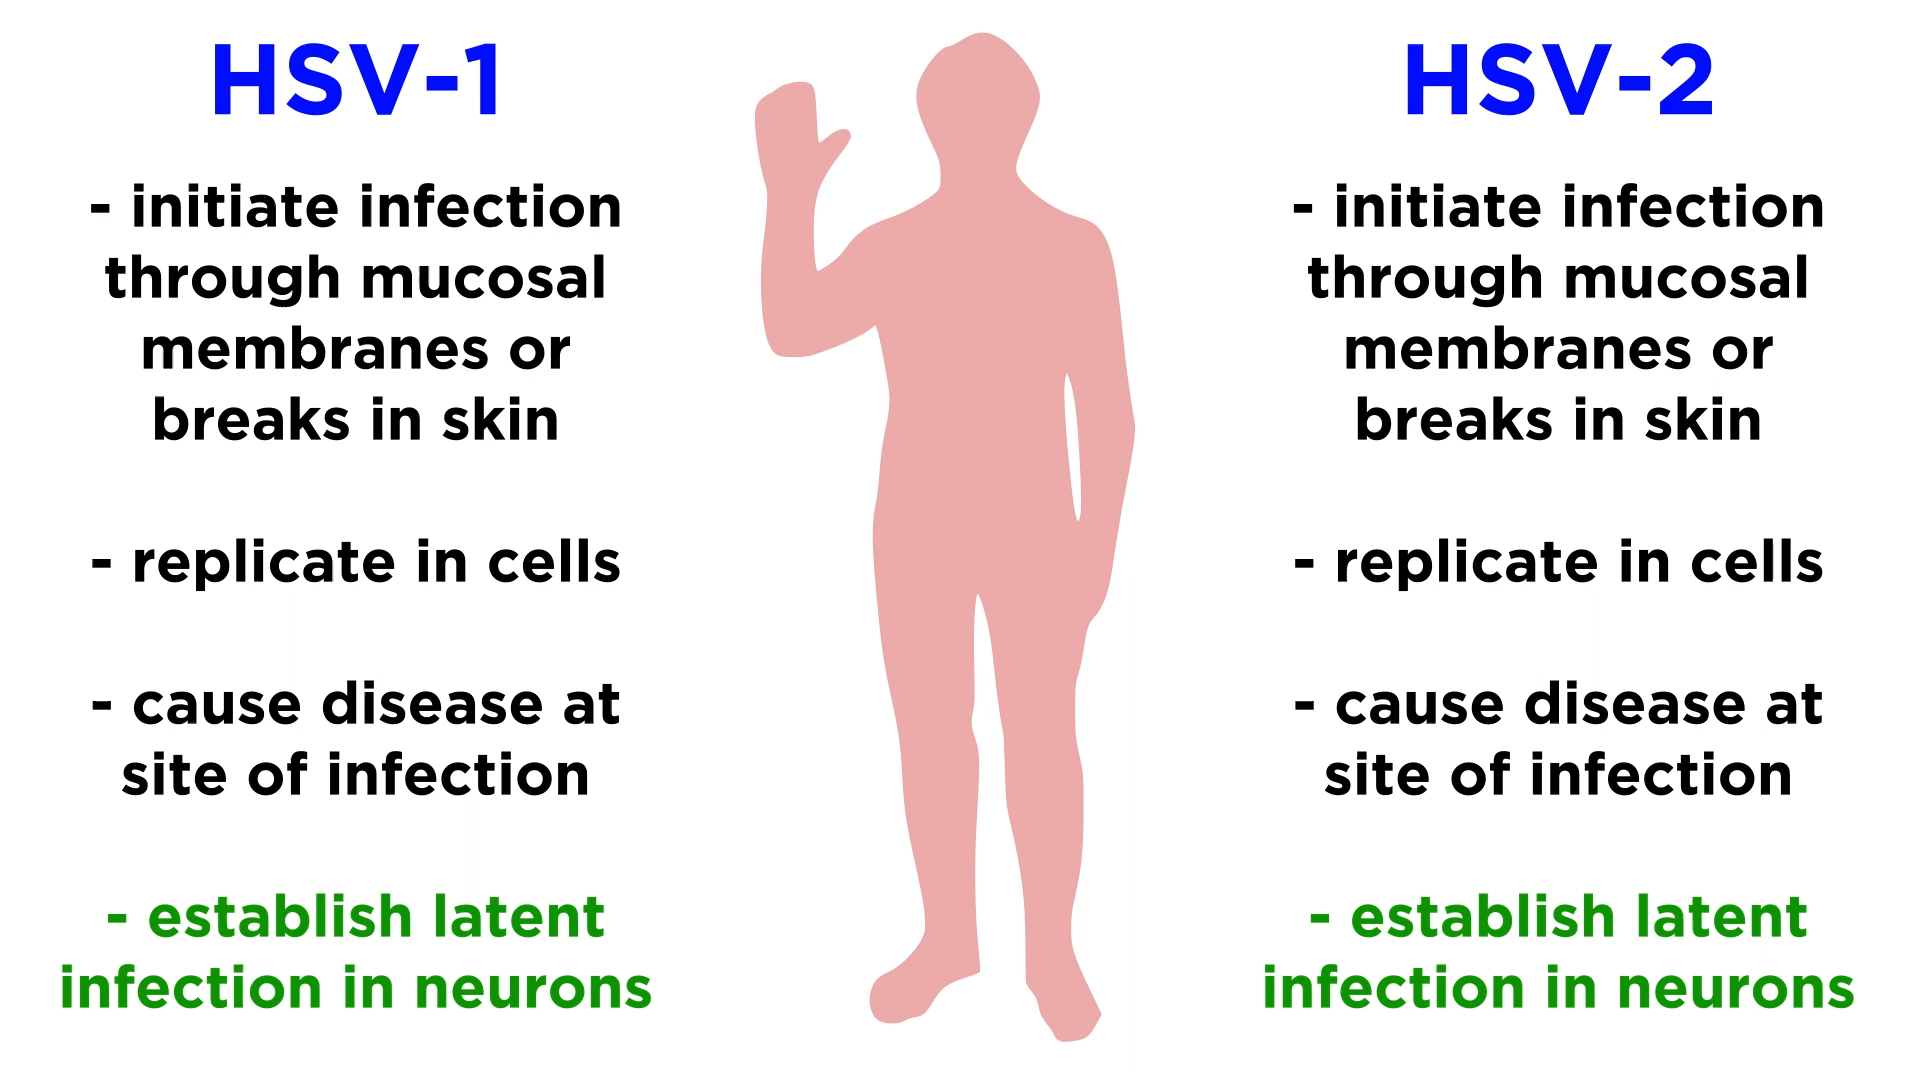 HSV-1
- initiate infection
through mucosal
membranes or
breaks in skin
- replicate in cells
- cause disease at
site of infection
- establish latent
infection in neurons
HSV-2
- initiate infection
through mucosal
membranes or
breaks in skin
- replicate in cells
- cause disease at
site of infection
- establish latent
infection in neurons